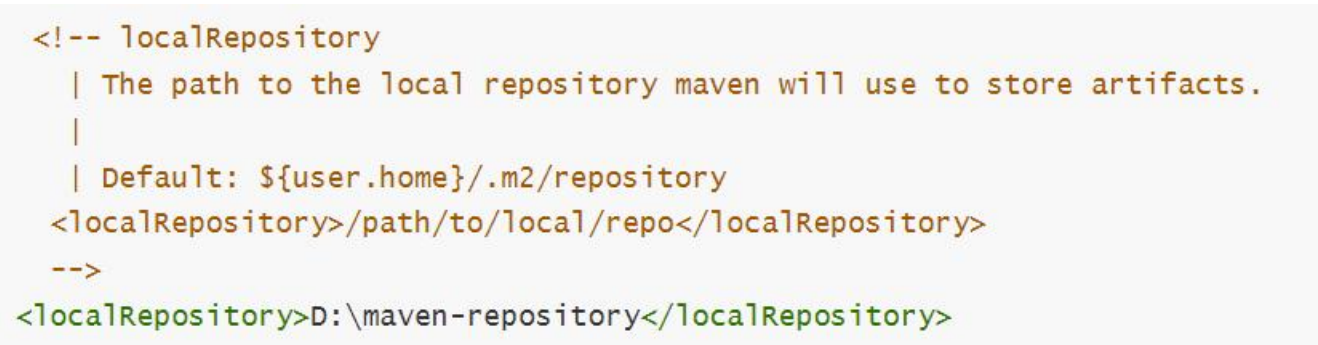 <!-- localRepository
| The path to the local repository maven will use to store artifacts.
|
| Default: ${user.home}/.m2/repository
<localRepository>/path/to/local/repo</localRepository>
-->
<localRepository>D:\maven-repository</localRepository>